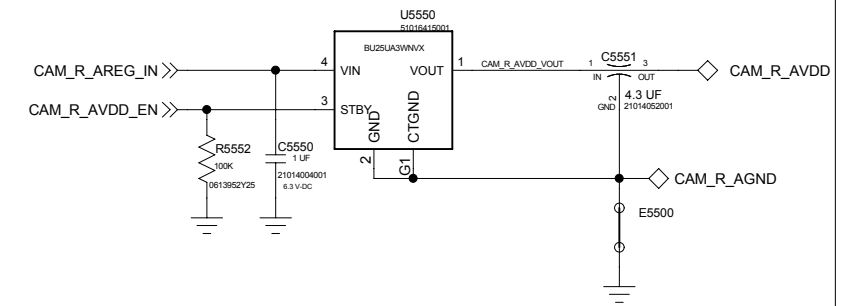 U5550
51016415001
BU25UA3WNVX
CAM_R_AREG_IN
4
VIN
VOUT
1
CAM_R_AVDD_VOUT
C5551
1
3
IN
OUT
CAM_R_AVDD
CAM_R_AVDD_EN
3
STBY
GND
CTGND
2
GND
4.3 UF
21014052001
R5552
100K
0613952Y25
C5550
1 UF
21014004001
6.3 V-DC
2
G1
CAM_R_AGND
E5500